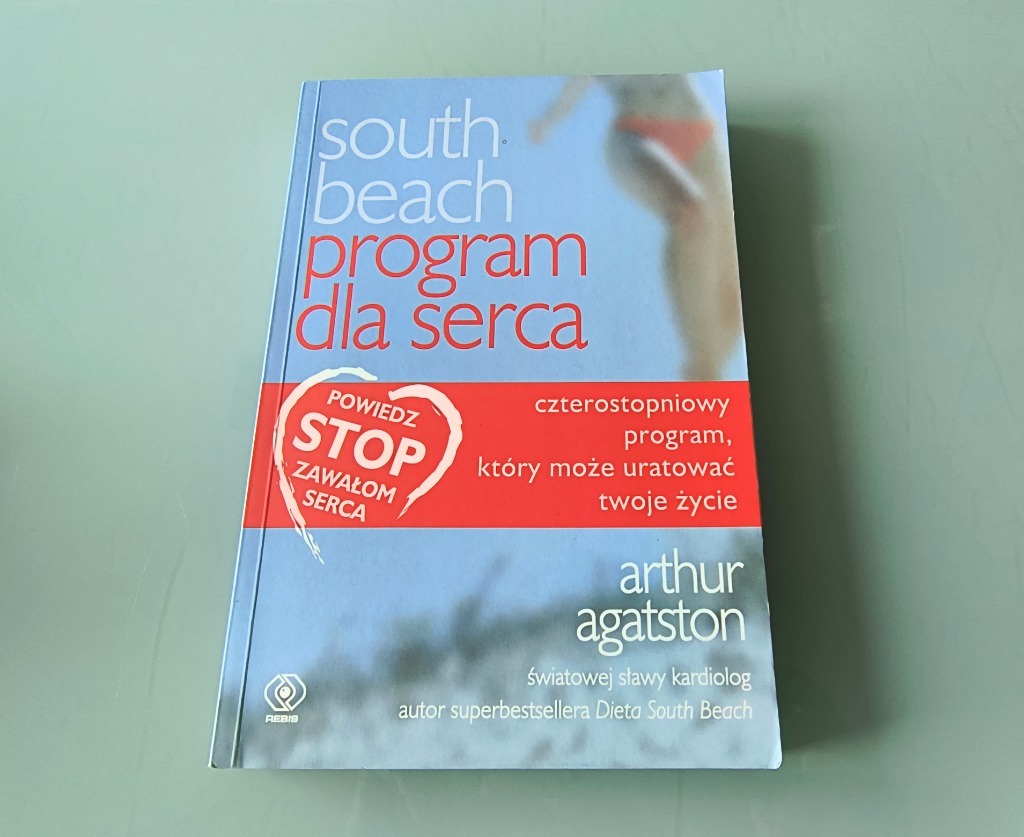 south
beach
program
dla serca
POWIEDZ
STOP
ZAWAŁOM
SERCA
czterostopniowy
program,
który może uratować
twoje życie
arthur
agatston
światowej sławy kardiolog
autor superbestsellera Dieta South Beach
REBIS